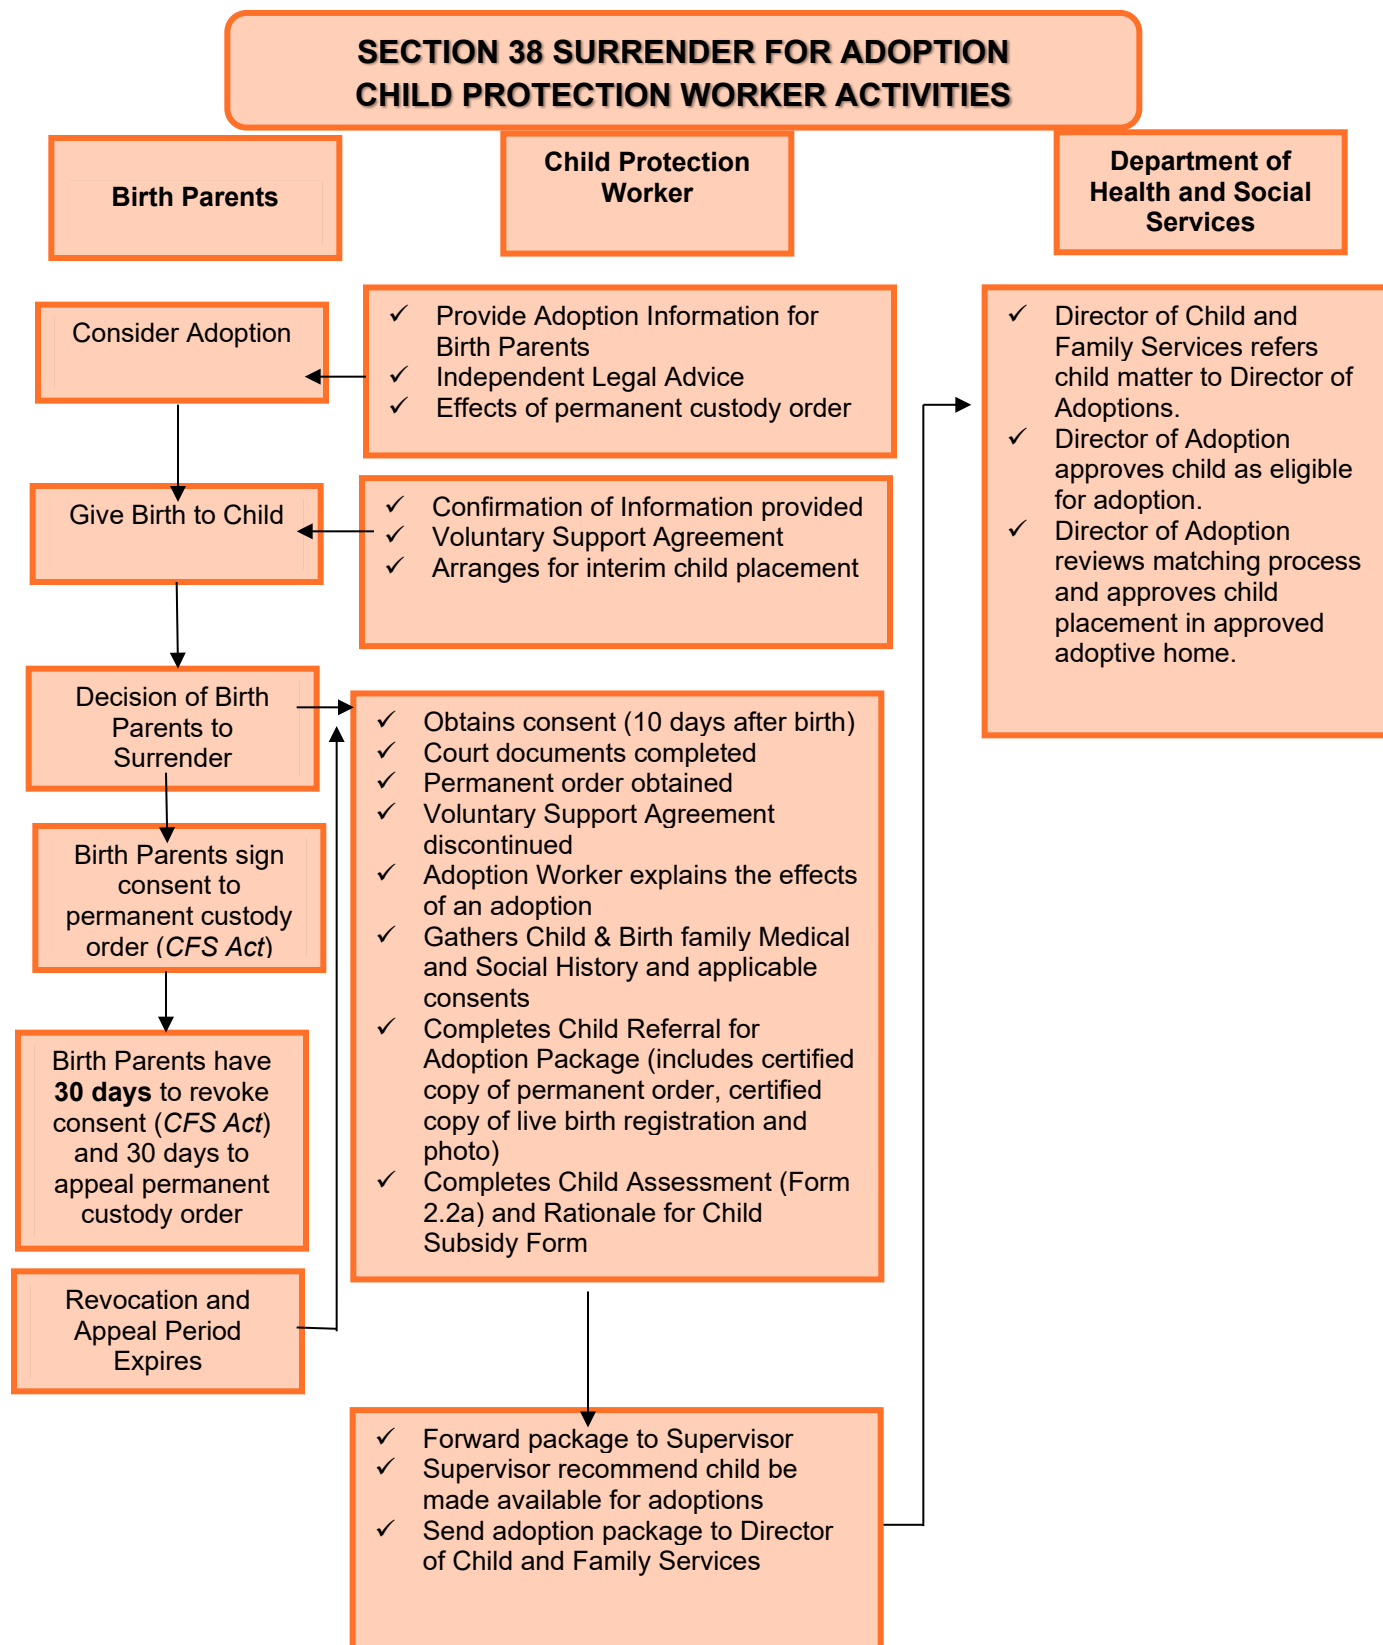 SECTION 38 SURRENDER FOR ADOPTION
CHILD PROTECTION WORKER ACTIVITIES
Birth Parents
Child Protection
Worker
Department of
Health and Social
Services
Consider Adoption
✓ Provide Adoption Information for
Birth Parents
✓ Independent Legal Advice
✓ Effects of permanent custody order
Give Birth to Child
✓ Confirmation of Information provided
✓ Voluntary Support Agreement
✓ Arranges for interim child placement
Decision of Birth
Parents to
Surrender
Birth Parents sign
consent to
permanent custody
order (CFS Act)
Birth Parents have
30 days to revoke
consent (CFS Act)
and 30 days to
appeal permanent
custody order
Revocation and
Appeal Period
Expires
✓ Obtains consent (10 days after birth)
✓ Court documents completed
✓ Permanent order obtained
✓ Voluntary Support Agreement
discontinued
✓ Adoption Worker explains the effects
of an adoption
✓ Gathers Child & Birth family Medical
and Social History and applicable
consents
✓ Completes Child Referral for
Adoption Package (includes certified
copy of permanent order, certified
copy of live birth registration and
photo)
✓ Completes Child Assessment (Form
2.2a) and Rationale for Child
Subsidy Form
✓ Forward package to Supervisor
✓ Supervisor recommend child be
made available for adoptions
✓ Send adoption package to Director
of Child and Family Services
✓ Director of Child and
Family Services refers
child matter to Director of
Adoptions.
✓ Director of Adoption
approves child as eligible
for adoption.
✓ Director of Adoption
reviews matching process
and approves child
placement in approved
adoptive home.